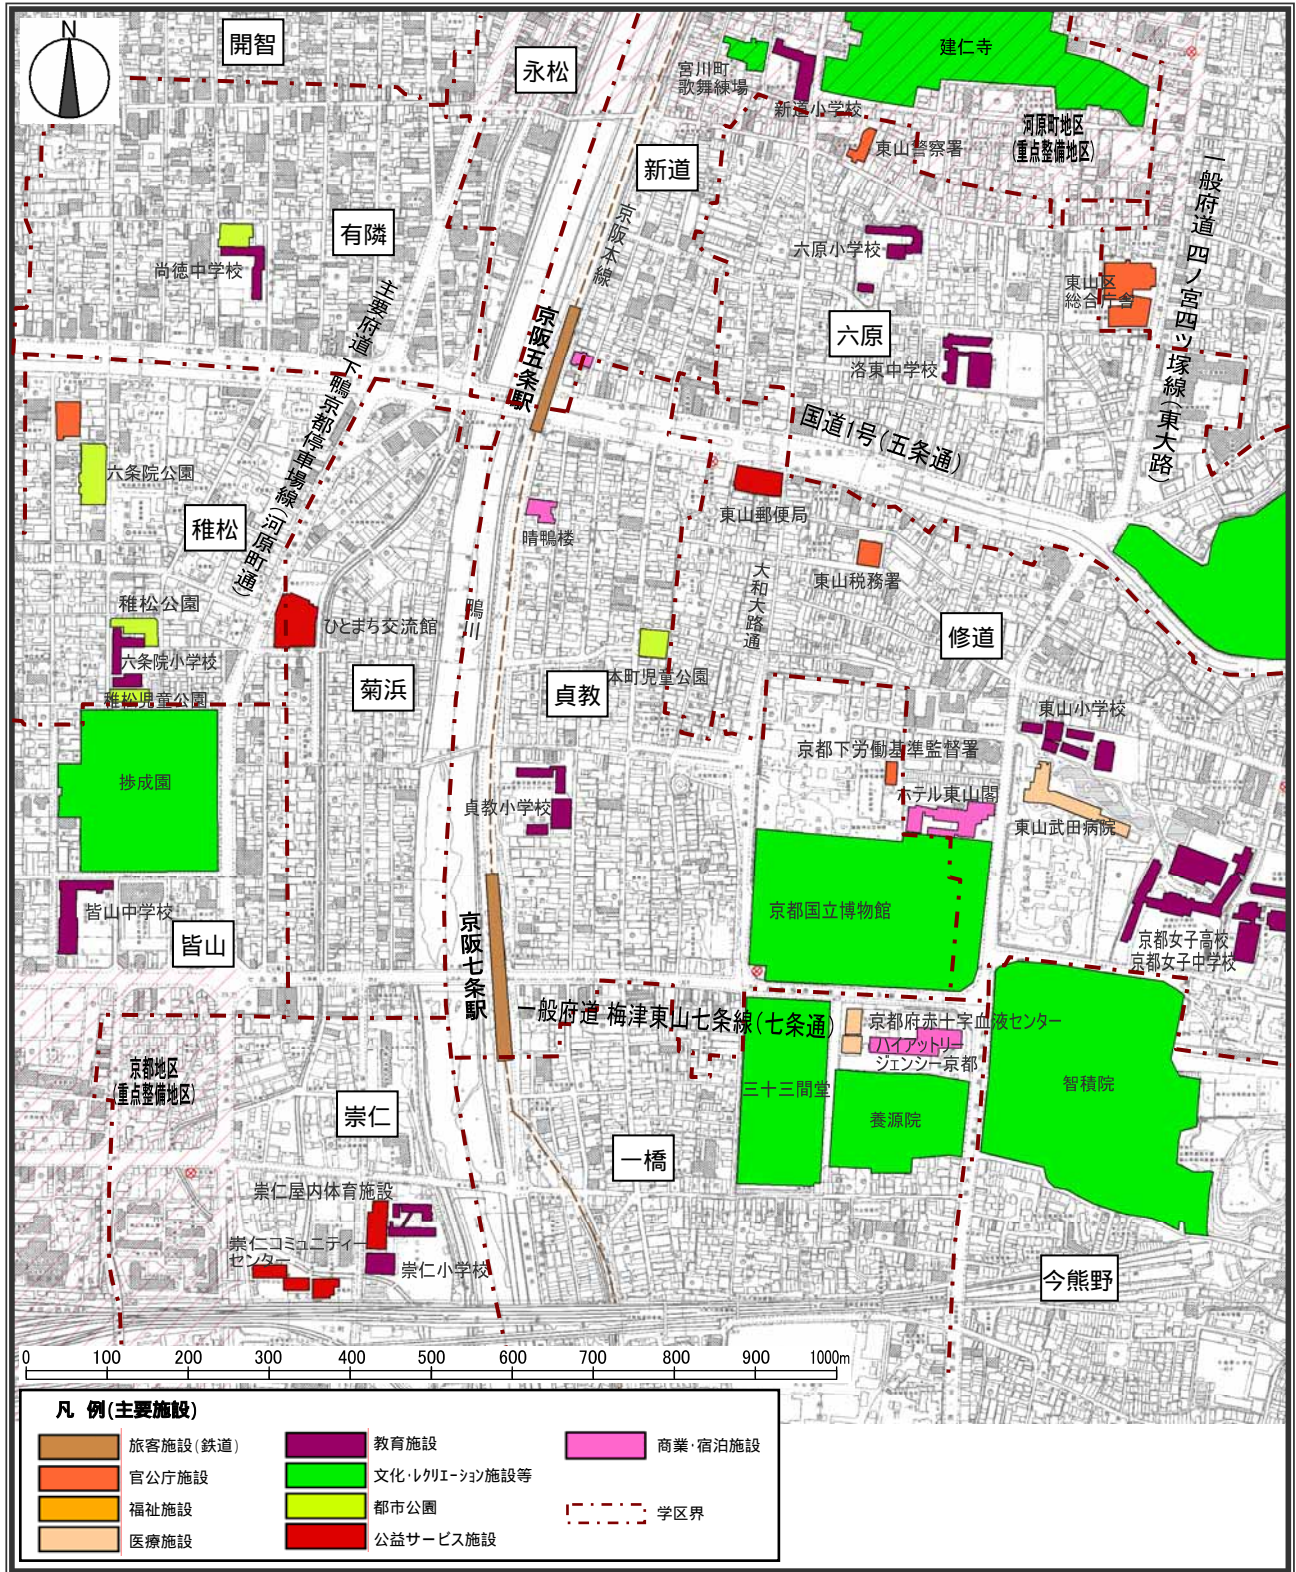 N
開智
永松
建仁寺
宮川町
歌舞練場
新道小学校
河原町地区
(重点整備地区)
東山警察署
新道
一般府道 四ノ宮四ツ塚線(東大路)
京阪本線
有隣
六原小学校
尚徳中学校
東山区
総合庁舎
主要府道 下鴨京都停車場線(河原町通)
京阪五条駅
六原
洛東中学校
国道1号(五条通)
六条院公園
東山郵便局
稚松
晴鴨楼
東山税務署
大和大路通
鴨川
稚松公園
ひとまち交流館
修道
六条院小学校
本町児童公園
菊浜
貞教
稚松児童公園
東山小学校
京都下労働基準監督署
捗成園
ホテル東山閣
貞教小学校
東山武田病院
皆山中学校
京都国立博物館
皆山
京阪七条駅
京都女子高校
京都女子中学校
一般府道 梅津東山七条線(七条通)
京都府赤十字血液センター
ハイアットリー
ジェンシー京都
京都地区
(重点整備地区)
三十三間堂
智積院
崇仁
養源院
一橋
崇仁屋内体育施設
崇仁コミュニティー
センター
崇仁小学校
今熊野
0 100 200 300 400 500 600 700 800 900 1000m
凡 例(主要施設)
旅客施設(鉄道)
官公庁施設
福祉施設
医療施設
教育施設
文化・レクリエーション施設等
都市公園
公益サービス施設
商業・宿泊施設
学区界